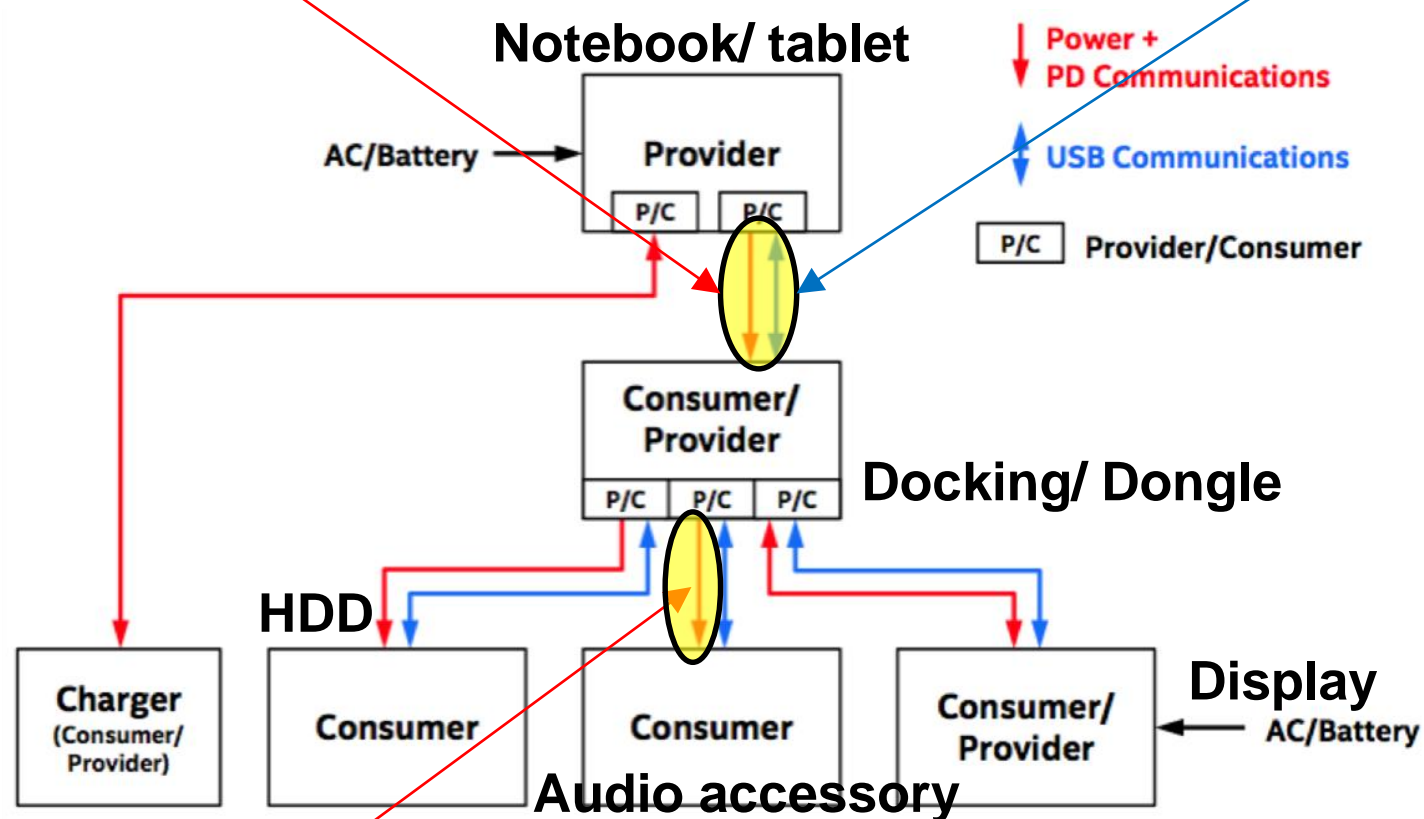 Notebook/ tablet
Power +
PD Communications
AC/Battery
Provider
USB Communications
P/C
P/C
P/C
Provider/Consumer
Consumer/
Provider
Docking/ Dongle
P/C
P/C
P/C
HDD
Charger
(Consumer/
Provider)
Consumer
Consumer
Consumer/
Provider
Display
AC/Battery
Audio accessory